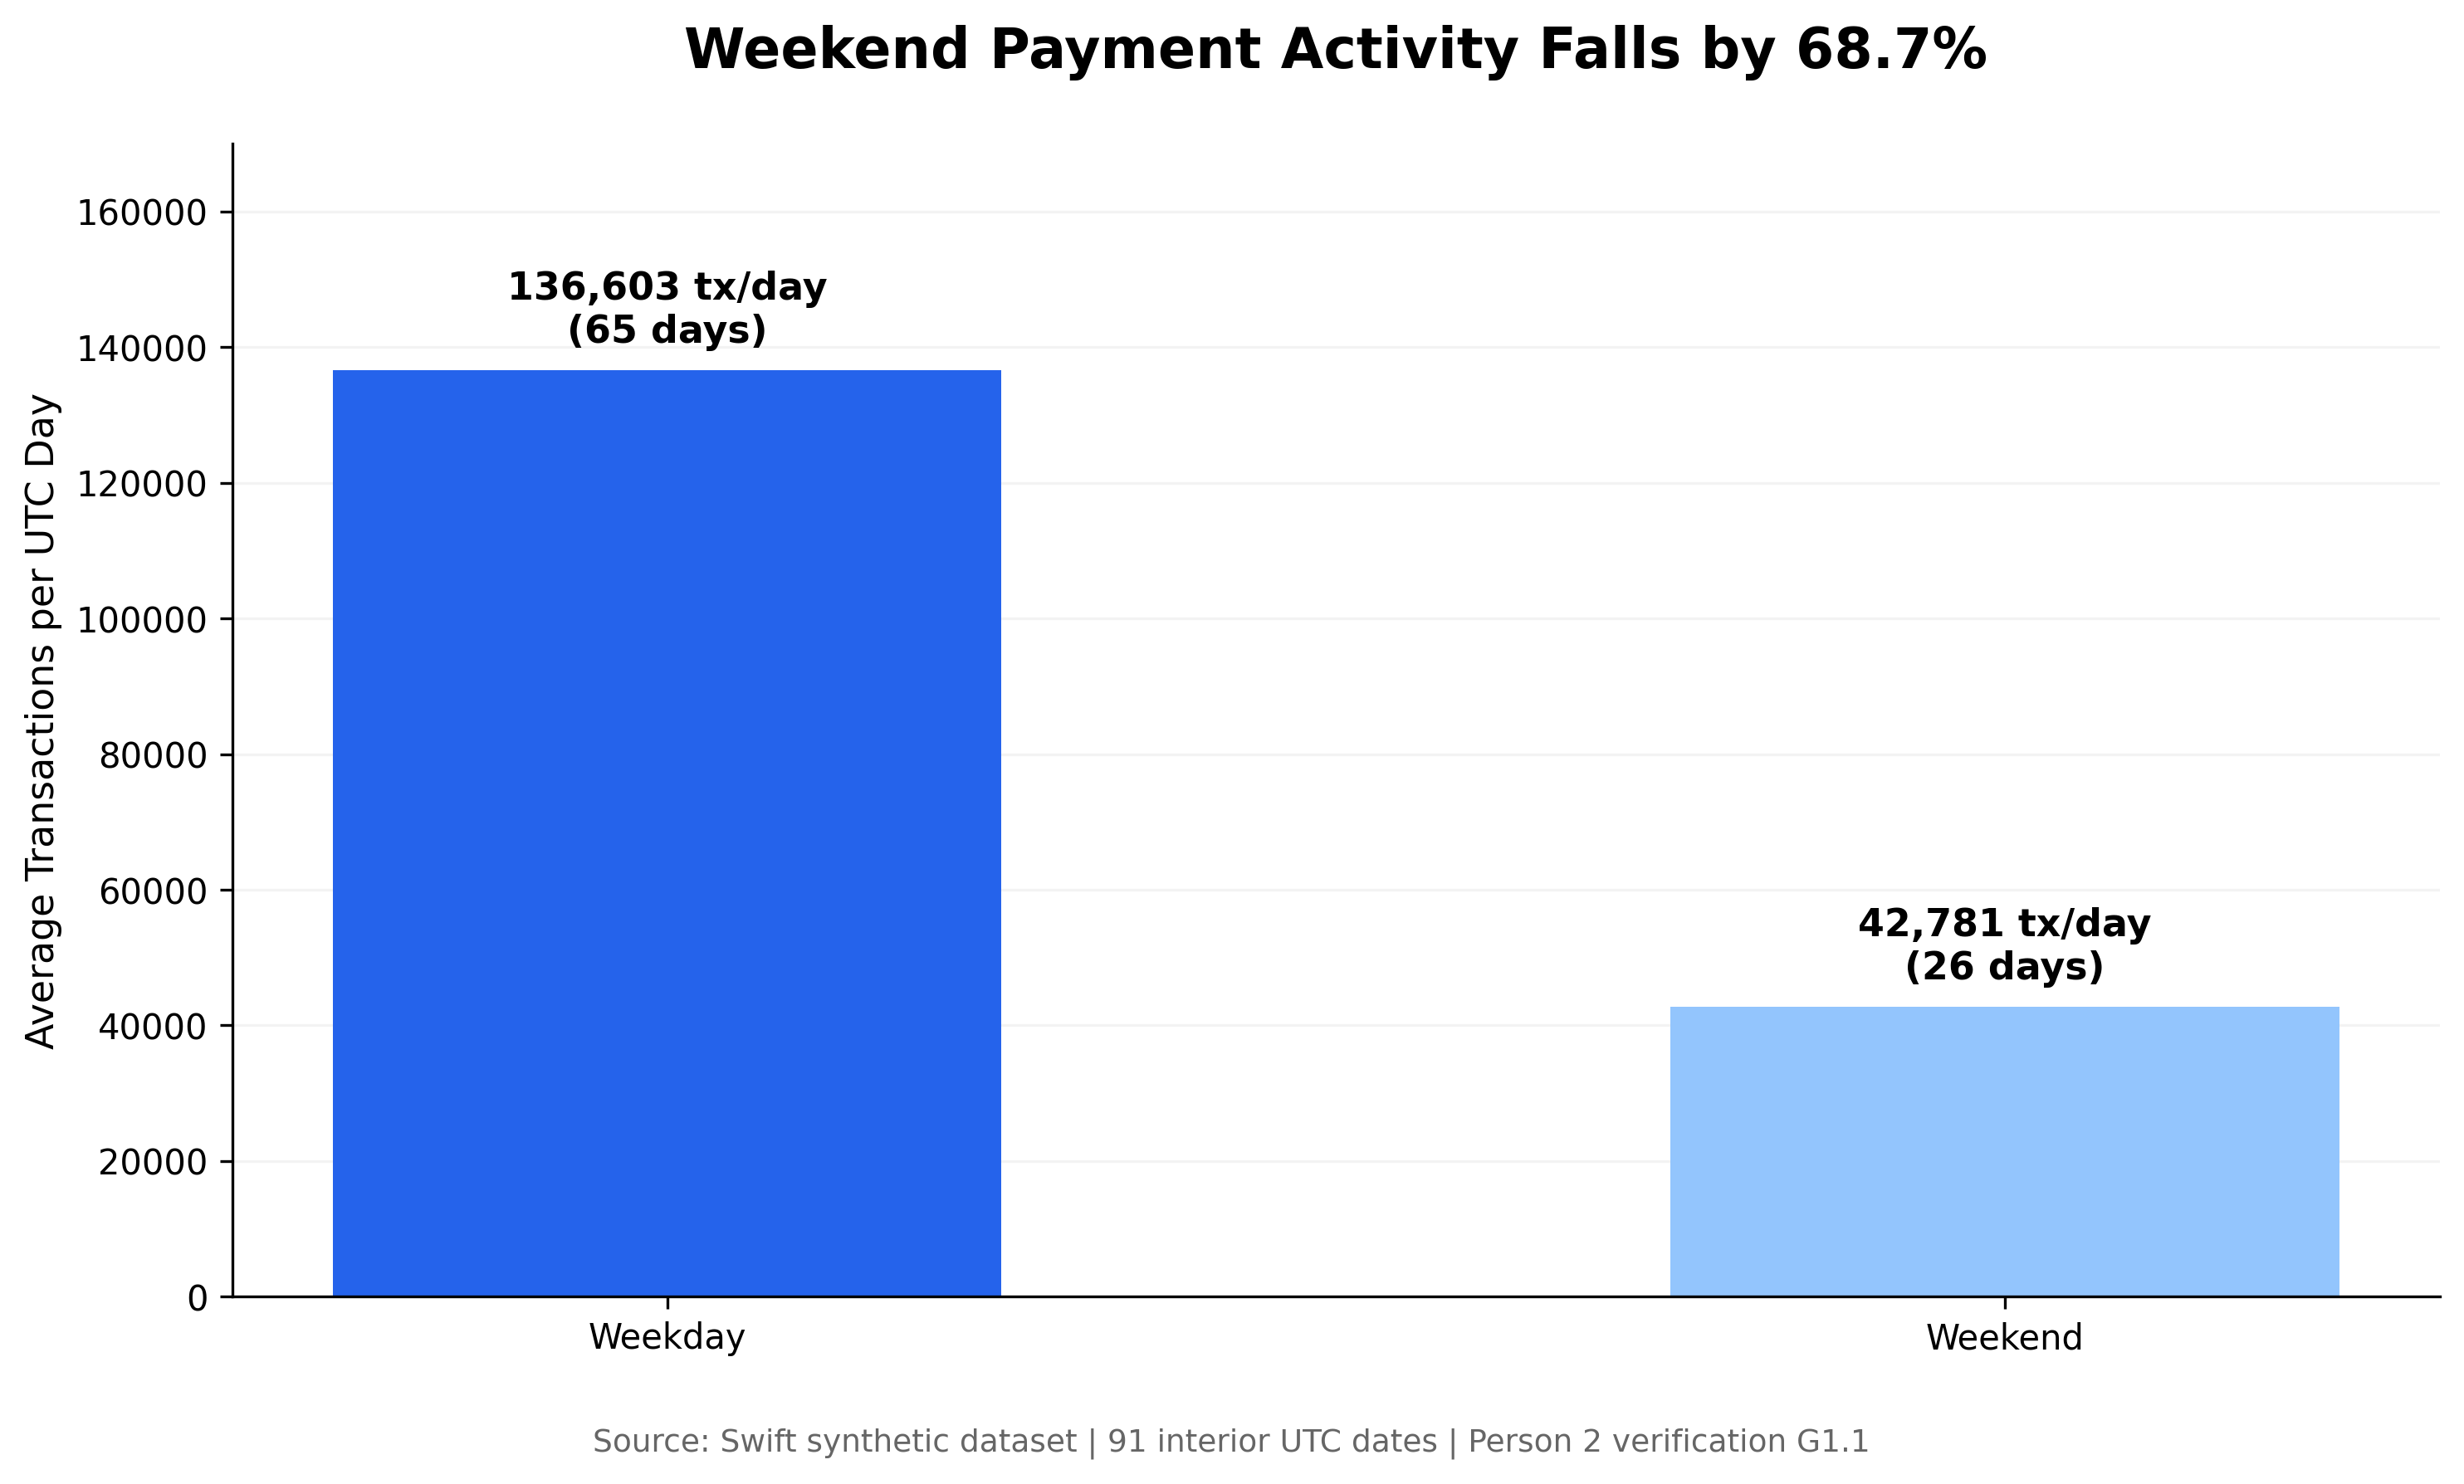 Weekend Payment Activity Falls by 68.7%
Average Transactions per UTC Day
160000
140000
120000
100000
80000
60000
40000
20000
0
136,603 tx/day
(65 days)
42,781 tx/day
(26 days)
Weekday
Weekend
Source: Swift synthetic dataset | 91 interior UTC dates | Person 2 verification G1.1